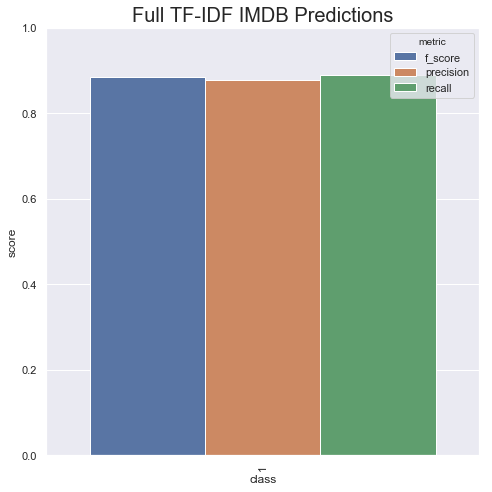 Full TF-IDF IMDB Predictions
metric
f_score
precision
recall
1.0
0.8
0.6
0.4
0.2
0.0
score
1
class